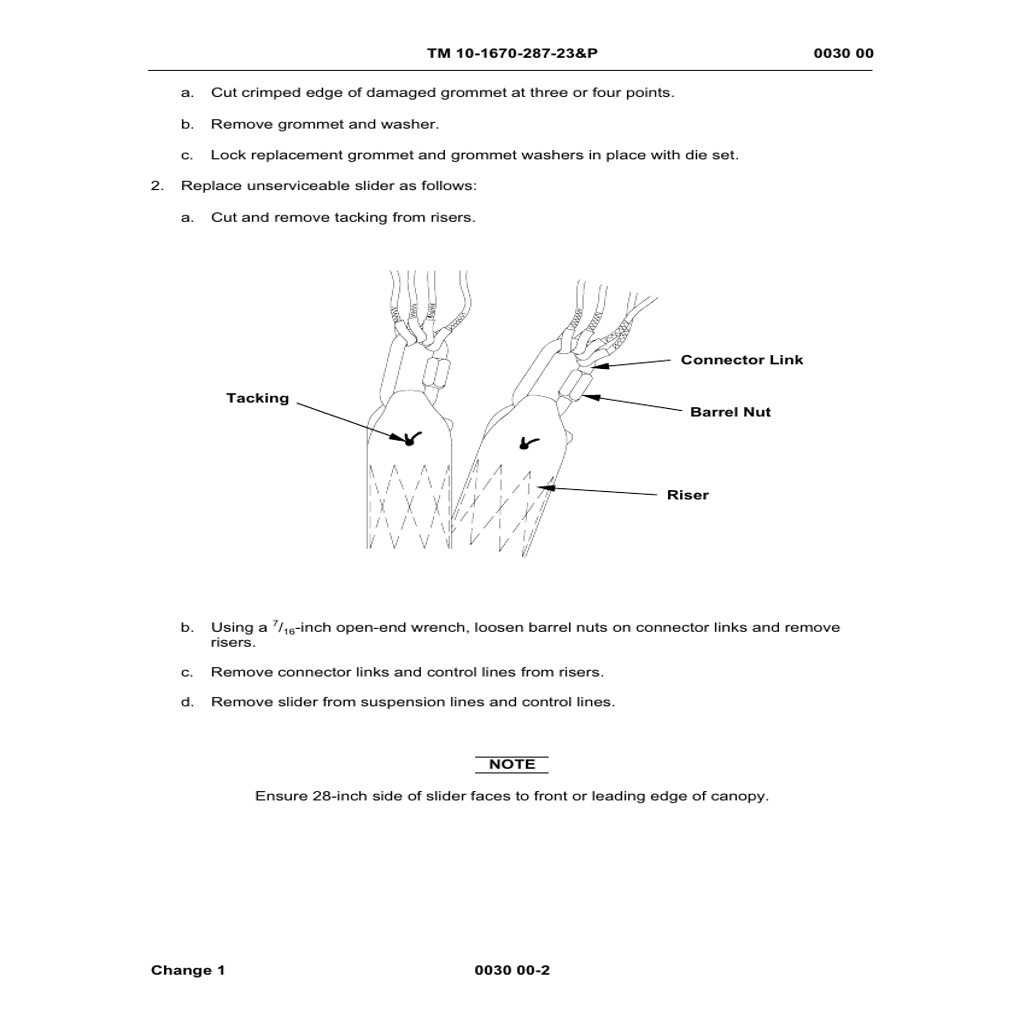 TM 10-1670-287-23&P 0030 00
a. Cut crimped edge of damaged grommet at three or four points.
b. Remove grommet and washer.
c. Lock replacement grommet and grommet washers in place with die set.
2. Replace unserviceable slider as follows:
a. Cut and remove tacking from risers.
Connector Link
Tacking
Barrel Nut
Riser
b. Using a 7/16-inch open-end wrench, loosen barrel nuts on connector links and remove
risers.
c. Remove connector links and control lines from risers.
d. Remove slider from suspension lines and control lines.
NOTE
Ensure 28-inch side of slider faces to front or leading edge of canopy.
Change 1 0030 00-2